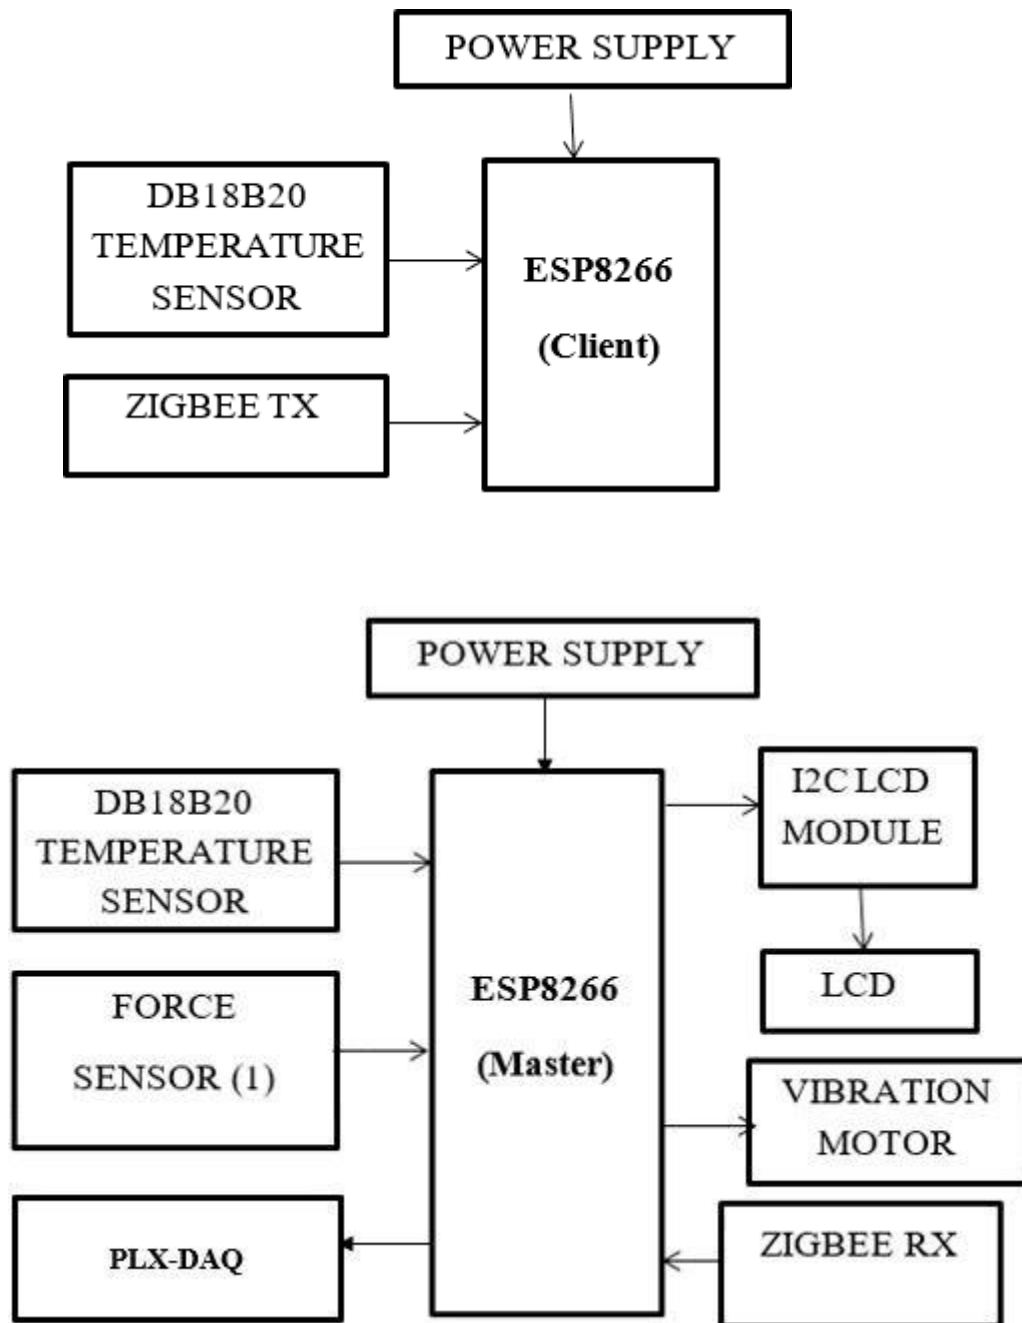 POWER SUPPLY
DB18B20
TEMPERATURE
SENSOR
ESP8266
(Client)
ZIGBEE TX
POWER SUPPLY
DB18B20
TEMPERATURE
SENSOR
I2C LCD
MODULE
FORCE
SENSOR (1)
ESP8266
(Master)
LCD
VIBRATION
MOTOR
PLX-DAQ
ZIGBEE RX